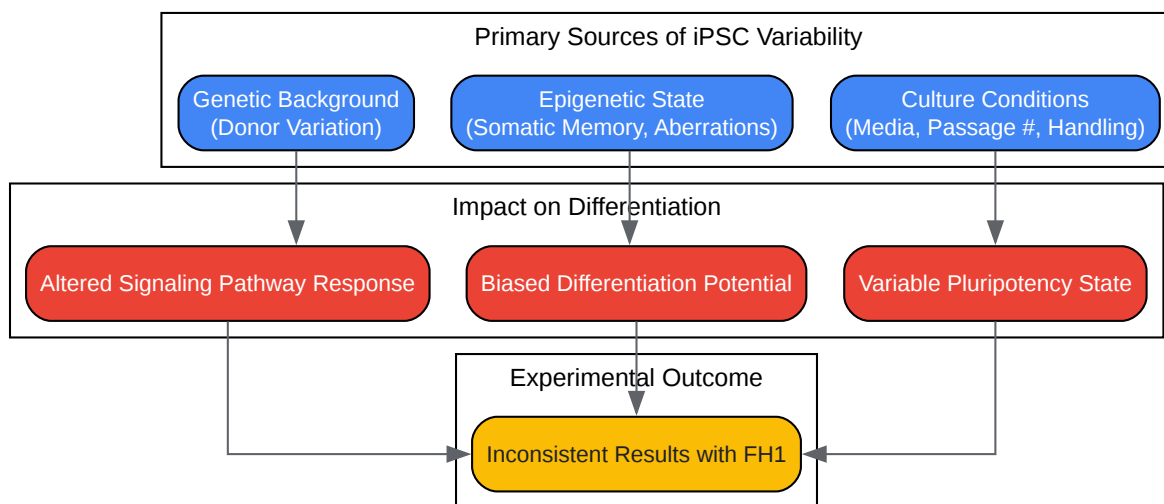 Primary Sources of iPSC Variability
Genetic Background
(Donor Variation)
Epigenetic State
(Somatic Memory, Aberrations)
Culture Conditions
(Media, Passage #, Handling)
Impact on Differentiation
Altered Signaling Pathway Response
Biased Differentiation Potential
Variable Pluripotency State
Experimental Outcome
Inconsistent Results with FH1